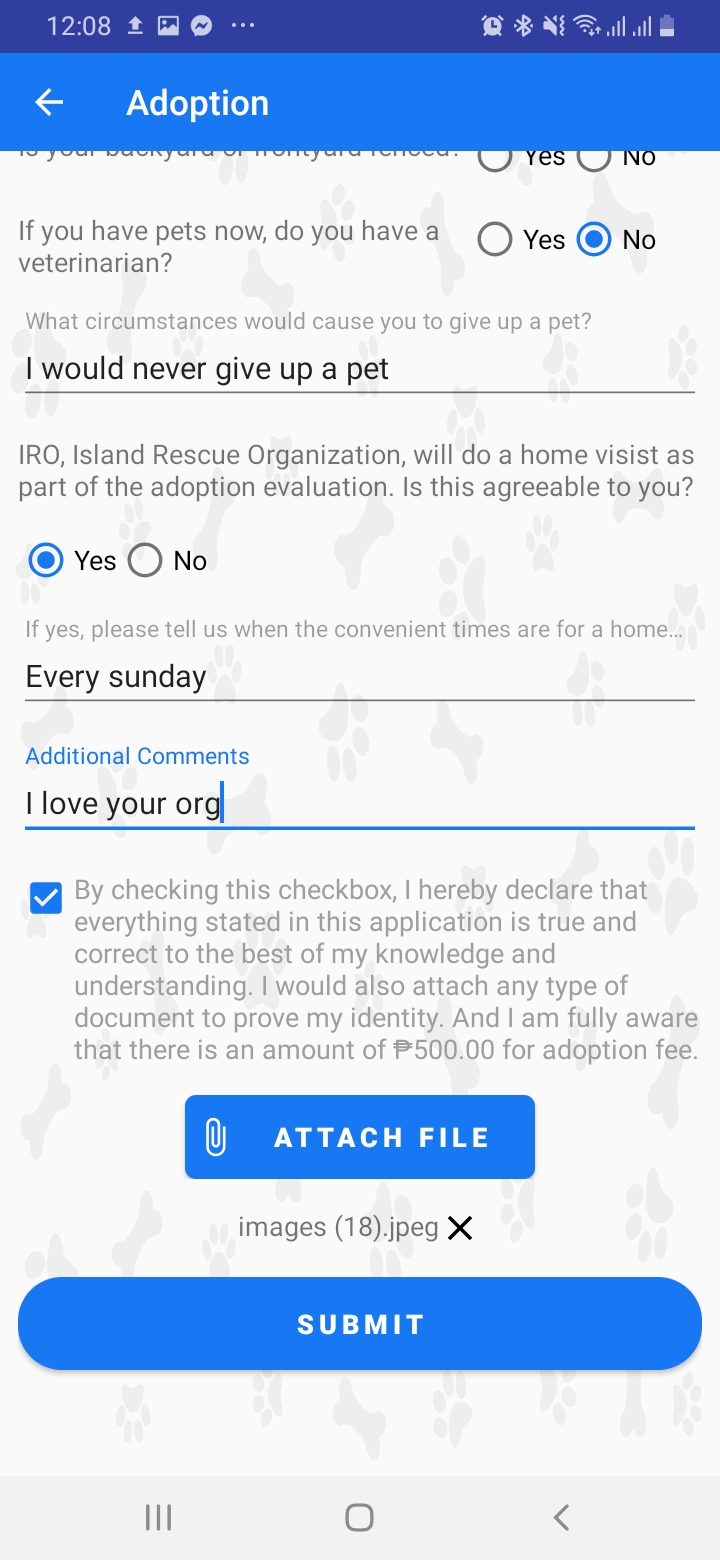 12:08
Adoption
Is your backyard or frontyard fenced? Yes No
If you have pets now, do you have a
veterinarian?
Yes No
What circumstances would cause you to give up a pet?
I would never give up a pet
IRO, Island Rescue Organization, will do a home visist as
part of the adoption evaluation. Is this agreeable to you?
Yes No
If yes, please tell us when the convenient times are for a home...
Every sunday
Additional Comments
I love your org
By checking this checkbox, I hereby declare that
everything stated in this application is true and
correct to the best of my knowledge and
understanding. I would also attach any type of
document to prove my identity. And I am fully aware
that there is an amount of ₱500.00 for adoption fee.
ATTACH FILE
images (18).jpeg
SUBMIT